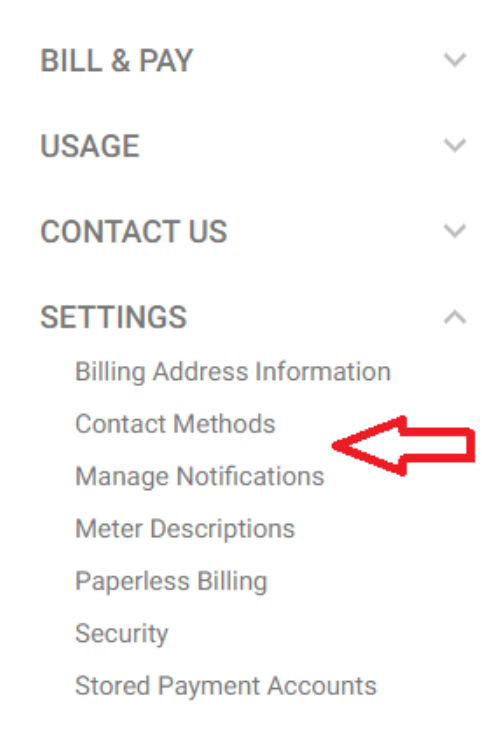 BILL & PAY
USAGE
CONTACT US
SETTINGS
Billing Address Information
Contact Methods
Manage Notifications
Meter Descriptions
Paperless Billing
Security
Stored Payment Accounts